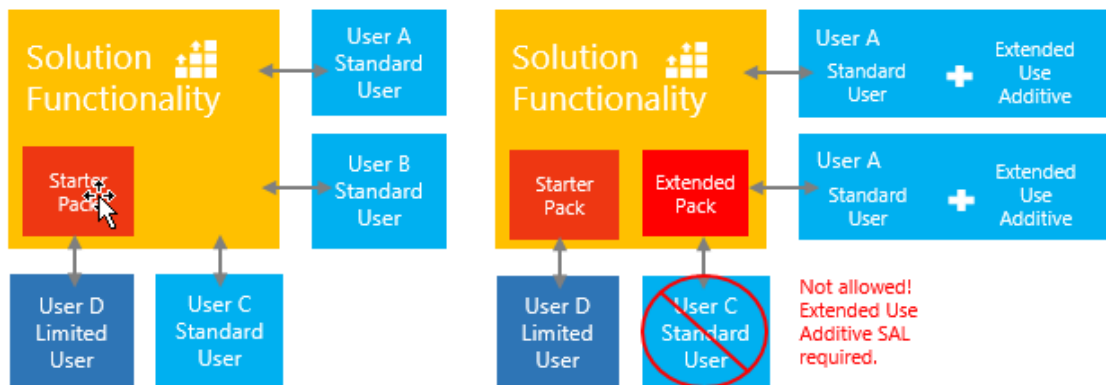 Solution
Functionality
Starter
Pack
User A
Standard
User
User B
Standard
User
User D
Limited
User
User C
Standard
User
Solution
Functionality
Starter
Pack
Extended
Pack
User A
Standard
User
Extended
Use
Additive
User A
Standard
User
Extended
Use
Additive
User D
Limited
User
User C
Standard
User
Not allowed!
Extended Use
Additive SAL
required.